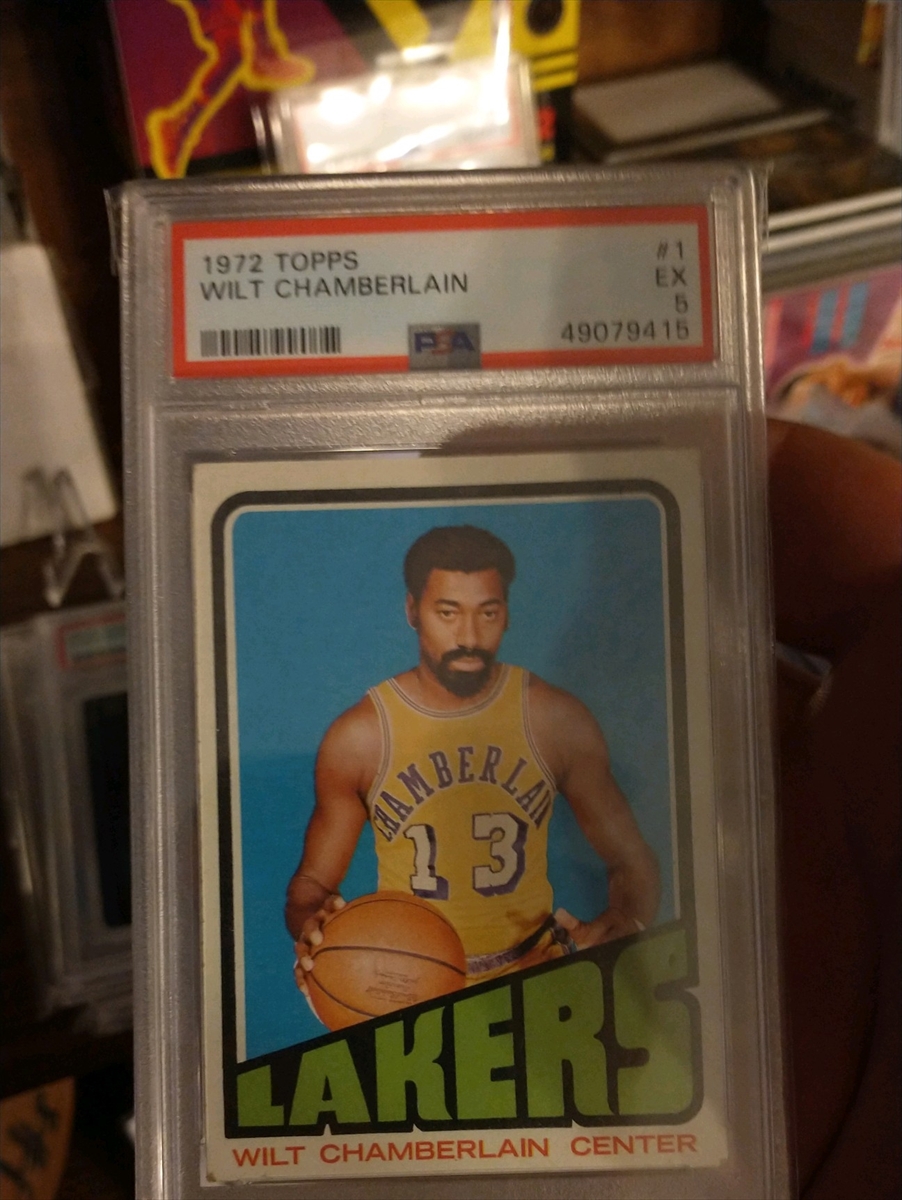 1972 TOPPS #1
WILT CHAMBERLAIN EX
5
PSA 49079415
CHAMBERLAIN
13
LAKERS
WILT CHAMBERLAIN CENTER